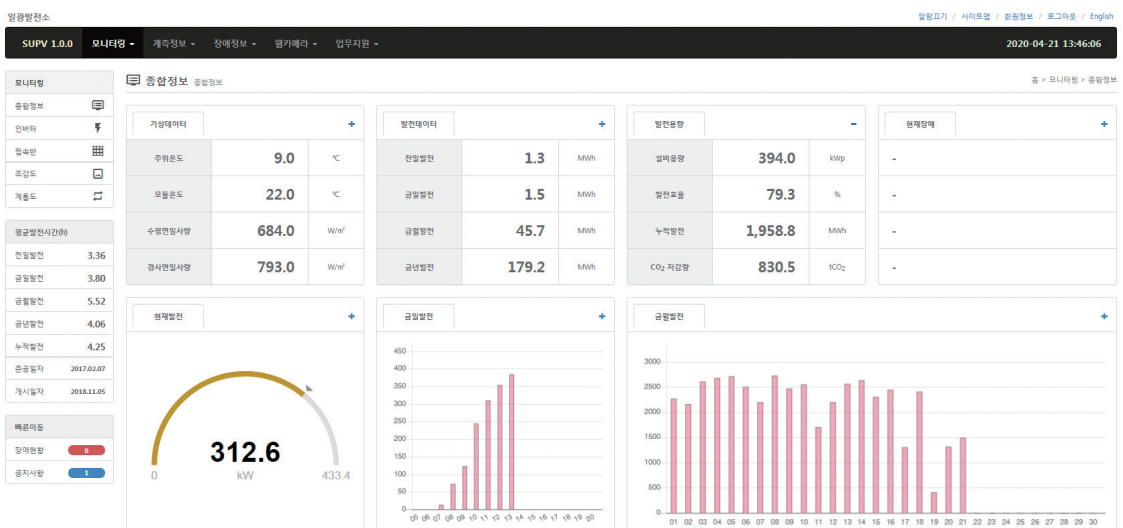 일광발전소
알람끄기 / 사이트맵 / 회원정보 / 로그아웃 / English
SUPV 1.0.0 모니터링 계측정보 장애정보 웹카메라 업무지원 2020-04-21 13:46:06
모니터링
종합정보
인버터
접속반
조감도
계통도
평균발전시간(h)
전일발전 3.36
금일발전 3.80
금월발전 5.52
금년발전 4.06
누적발전 4.25
준공일자 2017.02.07
개시일자 2018.11.05
빠른이동
장애현황 0
공지사항 1
종합정보 종합정보
홈 > 모니터링 > 종합정보
기상데이터 +
주위온도 9.0 ℃
모듈온도 22.0 ℃
수평면일사량 684.0 W/㎡
경사면일사량 793.0 W/㎡
발전데이터 +
전일발전 1.3 MWh
금일발전 1.5 MWh
금월발전 45.7 MWh
금년발전 179.2 MWh
발전용량 -
설비용량 394.0 kWp
발전효율 79.3 %
누적발전 1,958.8 MWh
CO2 저감량 830.5 tCO2
현재장애 +
-
-
-
-
현재발전 +
312.6
0 kW 433.4
금일발전 +
450
400
350
300
250
200
150
100
50
0
05 06 07 08 09 10 11 12 13 14 15 16 17 18 19 20
금월발전 +
3000
2500
2000
1500
1000
500
0
01 02 03 04 05 06 07 08 09 10 11 12 13 14 15 16 17 18 19 20 21 22 23 24 25 26 27 28 29 30